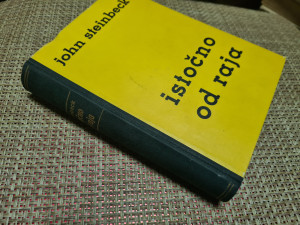 john steinbeck
istočno
od raja